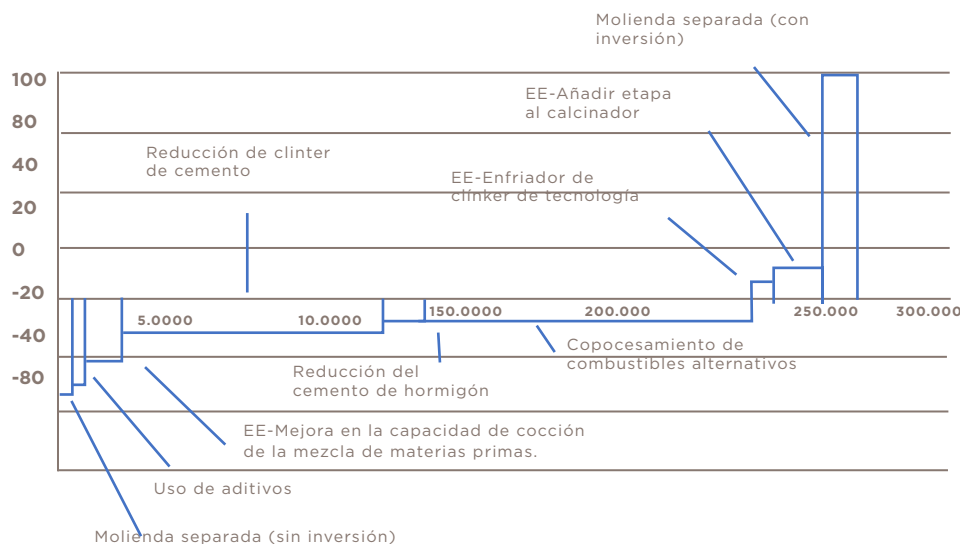 Molienda separada (con
inversión)
100
EE-Añadir etapa
al calcinador
80
Reducción de clinter
de cemento
40
EE-Enfriador de
clínker de tecnología
20
0
-20
5.0000 10.0000 150.0000 200.000 250.000 300.000
-40
Copocesamiento de
combustibles alternativos
Reducción del
cemento de hormigón
-80
EE-Mejora en la capacidad de cocción
de la mezcla de materias primas.
Uso de aditivos
Molienda separada (sin inversión)